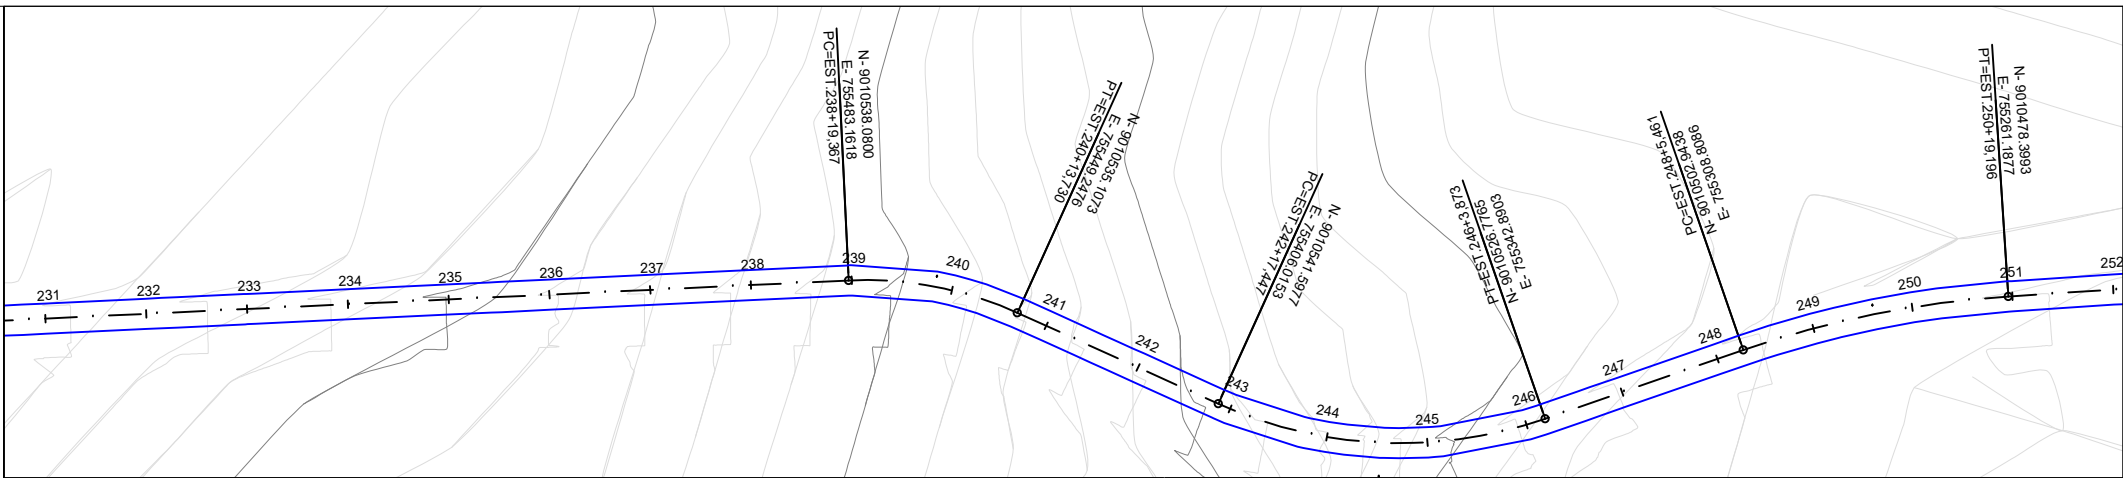 231
232
233
234
235
236
237
238
239
240
241
242
243
244
245
246
247
248
249
250
251
252
N- 9010538.0800
E- 755483.1618
PC=EST.238+19,367
N- 9010535.1073
E- 755449.2476
PT=EST.240+13,730
N- 9010541.5977
E- 755406.0153
PC=EST.242+17,447
PT=EST.246+3,873
N- 9010526.7765
E- 755342.8903
PC=EST.248+5,461
N- 9010502.9438
E- 755308.8086
N- 9010478.3993
E- 755261.1877
PT=EST.250+19,196